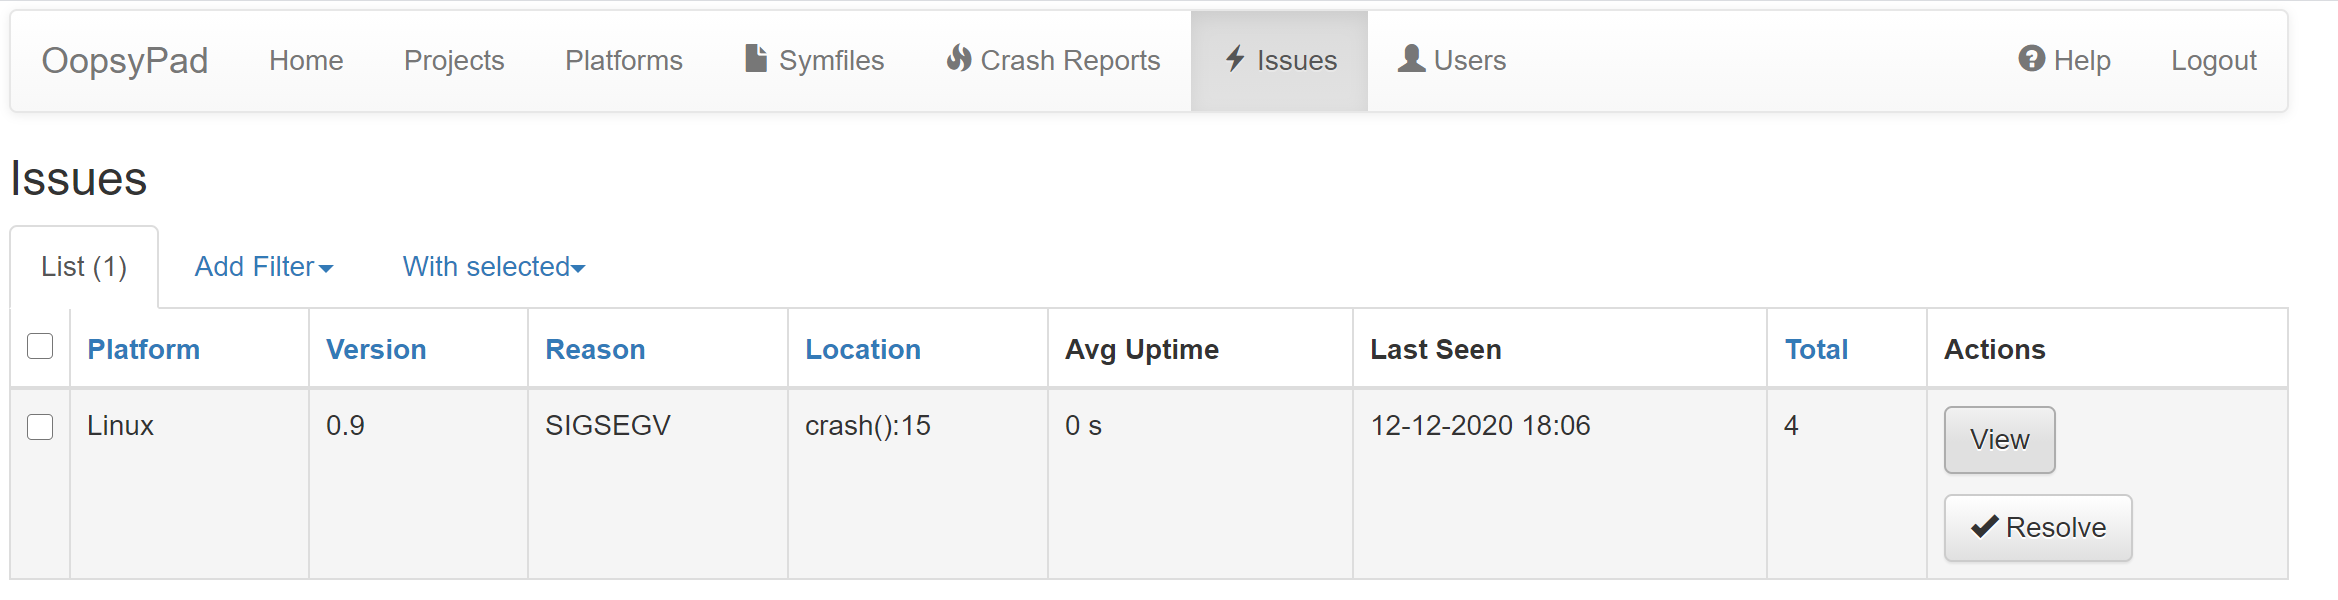 OopsyPad Home Projects Platforms Symfiles Crash Reports Issues Users Help Logout
Issues
List (1) Add Filter With selected
Platform Version Reason Location Avg Uptime Last Seen Total Actions
Linux 0.9 SIGSEGV crash():15 0 s 12-12-2020 18:06 4 View
Resolve